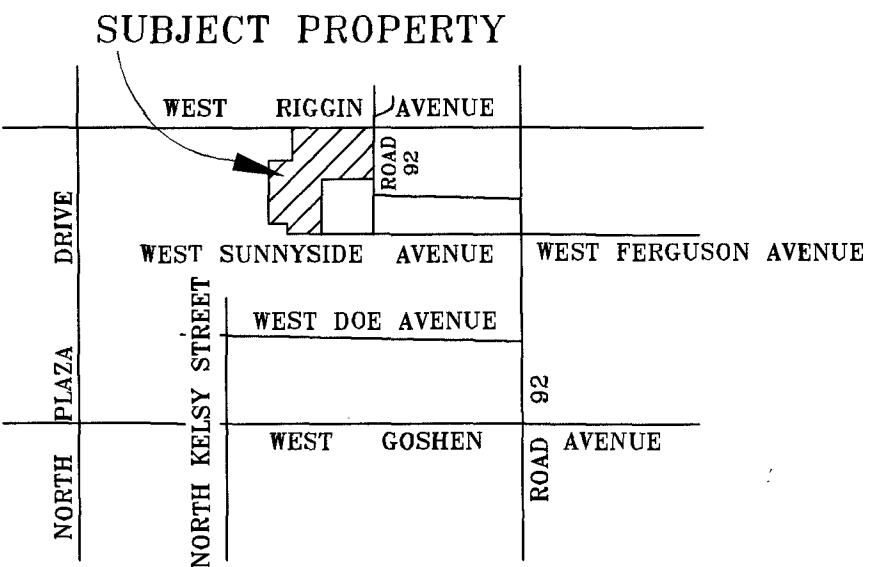 SUBJECT PROPERTY
WEST RIGGIN AVENUE
ROAD 92
NORTH PLAZA DRIVE
WEST SUNNYSIDE AVENUE
WEST FERGUSON AVENUE
NORTH KELSY STREET
WEST DOE AVENUE
ROAD 92
WEST GOSHEN AVENUE